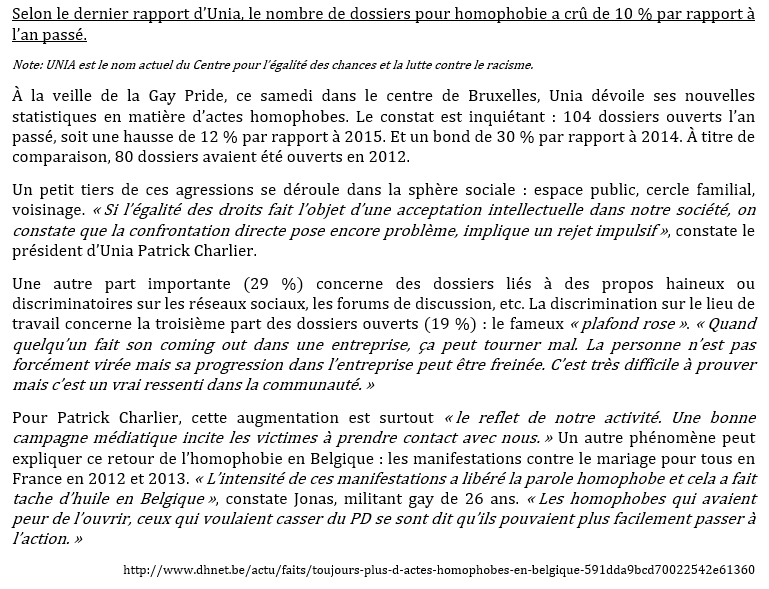 Selon le dernier rapport d’Unia, le nombre de dossiers pour homophobie a crû de 10 % par rapport à
l’an passé.
Note: UNIA est le nom actuel du Centre pour l’égalité des chances et la lutte contre le racisme.
À la veille de la Gay Pride, ce samedi dans le centre de Bruxelles, Unia dévoile ses nouvelles
statistiques en matière d’actes homophobes. Le constat est inquiétant : 104 dossiers ouverts l’an
passé, soit une hausse de 12 % par rapport à 2015. Et un bond de 30 % par rapport à 2014. À titre de
comparaison, 80 dossiers avaient été ouverts en 2012.
Un petit tiers de ces agressions se déroule dans la sphère sociale : espace public, cercle familial,
voisinage. « Si l’égalité des droits fait l’objet d’une acceptation intellectuelle dans notre société, on
constate que la confrontation directe pose encore problème, implique un rejet impulsif », constate le
président d’Unia Patrick Charlier.
Une autre part importante (29 %) concerne des dossiers liés à des propos haineux ou
discriminatoires sur les réseaux sociaux, les forums de discussion, etc. La discrimination sur le lieu de
travail concerne la troisième part des dossiers ouverts (19 %) : le fameux « plafond rose ». « Quand
quelqu’un fait son coming out dans une entreprise, ça peut tourner mal. La personne n’est pas
forcément virée mais sa progression dans l’entreprise peut être freinée. C’est très difficile à prouver
mais c’est un vrai ressenti dans la communauté. »
Pour Patrick Charlier, cette augmentation est surtout « le reflet de notre activité. Une bonne
campagne médiatique incite les victimes à prendre contact avec nous. » Un autre phénomène peut
expliquer ce retour de l’homophobie en Belgique : les manifestations contre le mariage pour tous en
France en 2012 et 2013. « L’intensité de ces manifestations a libéré la parole homophobe et cela a fait
tache d’huile en Belgique », constate Jonas, militant gay de 26 ans. « Les homophobes qui avaient
peur de l’ouvrir, ceux qui voulaient casser du PD se sont dit qu’ils pouvaient plus facilement passer à
l’action. »
http://www.dhnet.be/actu/faits/toujours-plus-d-actes-homophobes-en-belgique-591dda9bcd70022542e61360